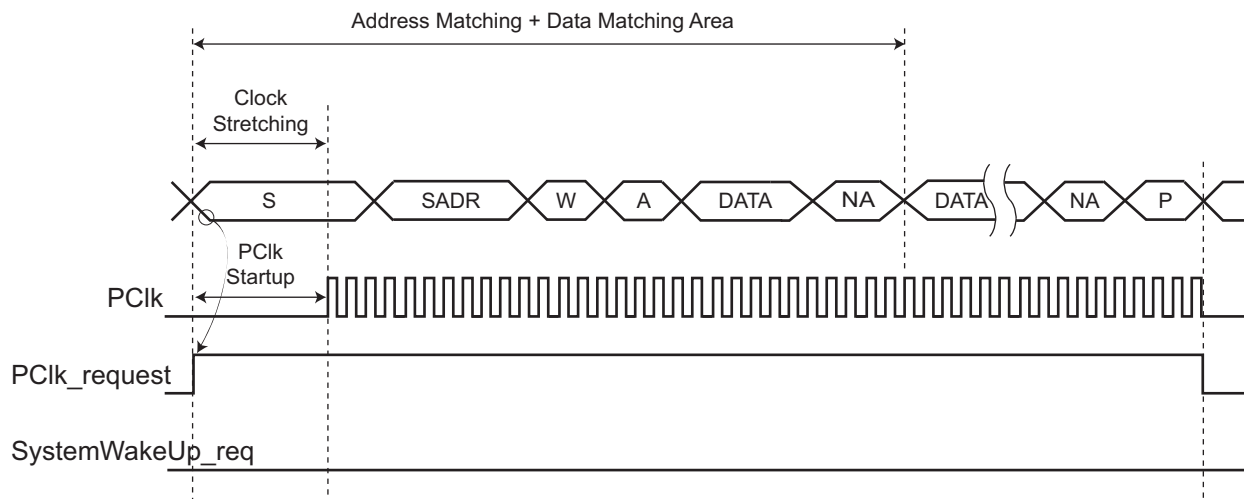 Address Matching + Data Matching Area
Clock
Stretching
S
SADR
W
A
DATA
NA
DATA
NA
P
PClk
Startup
PClk
PClk_request
SystemWakeUp_req